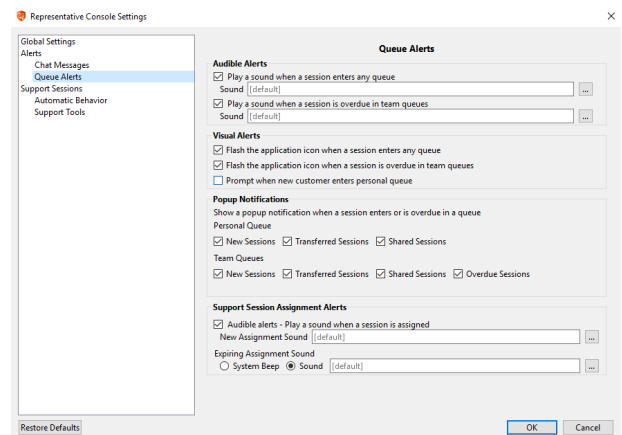 Representative Console Settings
Global Settings
Alerts
Chat Messages
Queue Alerts
Support Sessions
Automatic Behavior
Support Tools
Queue Alerts
Audible Alerts
Play a sound when a session enters any queue
Sound [default] ...
Play a sound when a session is overdue in team queues
Sound [default] ...
Visual Alerts
Flash the application icon when a session enters any queue
Flash the application icon when a session is overdue in team queues
Prompt when new customer enters personal queue
Popup Notifications
Show a popup notification when a session enters or is overdue in a queue
Personal Queue
New Sessions Transferred Sessions Shared Sessions
Team Queues
New Sessions Transferred Sessions Shared Sessions Overdue Sessions
Support Session Assignment Alerts
Audible alerts - Play a sound when a session is assigned
New Assignment Sound [default] ...
Expiring Assignment Sound
System Beep Sound [default] ...
Restore Defaults OK Cancel